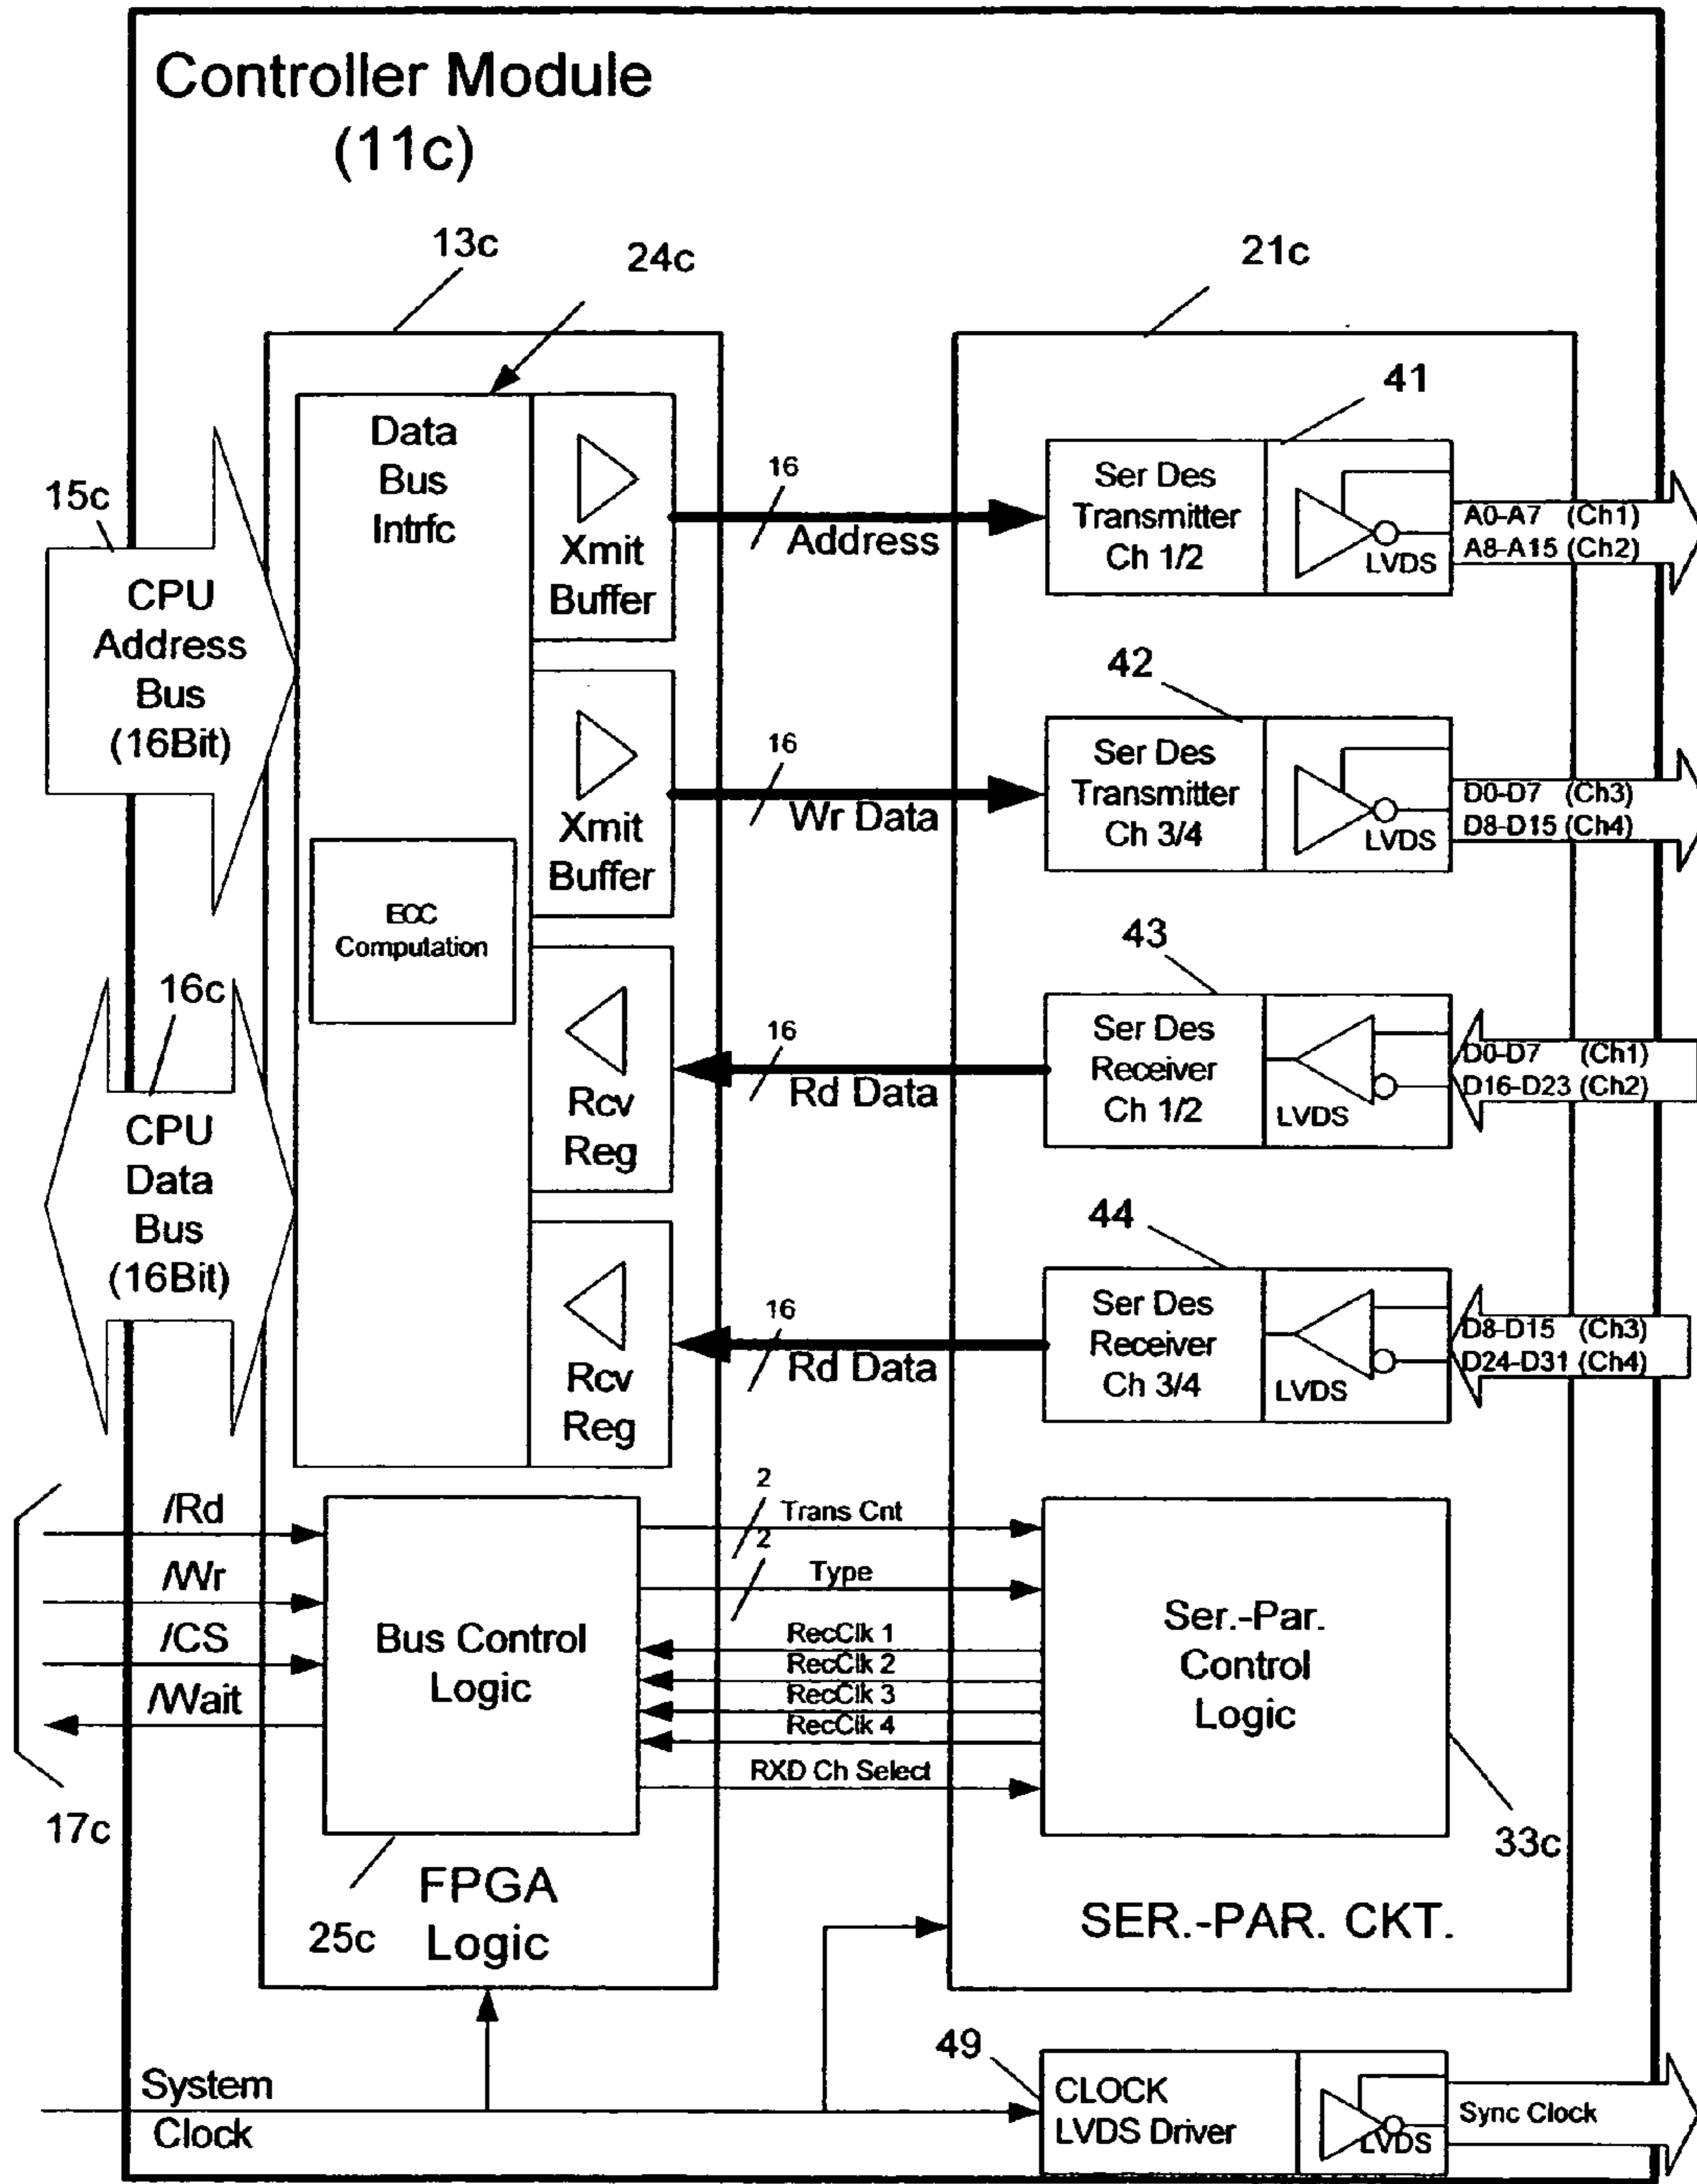 Controller Module
(11c)
13c
24c
21c
15c
CPU
Address
Bus
(16Bit)
16c
CPU
Data
Bus
(16Bit)
Data
Bus
Intrfc
ECC
Computation
Xmit
Buffer
Xmit
Buffer
Rcv
Reg
Rcv
Reg
16
Address
16
Wr Data
16
Rd Data
16
Rd Data
41
Ser Des
Transmitter
Ch 1/2
LVDS
A0-A7 (Ch1)
A8-A15 (Ch2)
42
Ser Des
Transmitter
Ch 3/4
LVDS
D0-D7 (Ch3)
D8-D15 (Ch4)
43
Ser Des
Receiver
Ch 1/2
LVDS
D0-D7 (Ch1)
D16-D23 (Ch2)
44
Ser Des
Receiver
Ch 3/4
LVDS
D8-D15 (Ch3)
D24-D31 (Ch4)
/Rd
/Wr
/CS
/Wait
17c
Bus Control
Logic
25c
FPGA
Logic
2
Trans Cnt
2
Type
RecClk 1
RecClk 2
RecClk 3
RecClk 4
RXD Ch Select
Ser.-Par.
Control
Logic
33c
SER.-PAR. CKT.
System
Clock
49
CLOCK
LVDS Driver
LVDS
Sync Clock